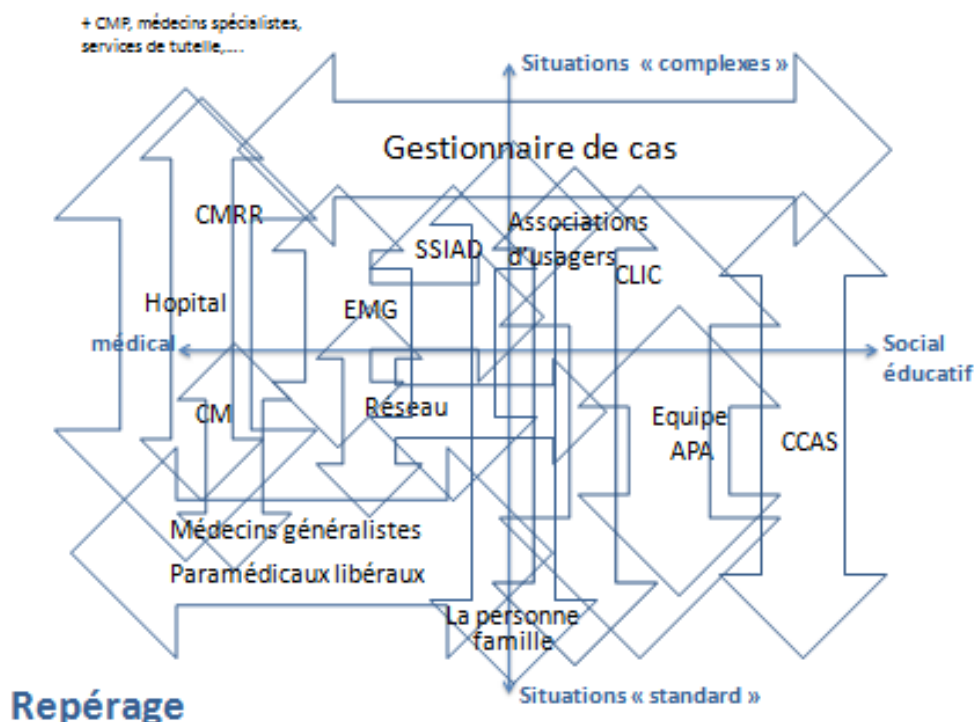 + CMP, médecins spécialistes,
services de tutelle,....
Situations « complexes »
Gestionnaire de cas
CMRR
SSIAD
Associations
d'usagers
CLIC
Hopital
EMG
médical
Social
éducatif
CM
Réseau
Equipe
APA
CCAS
Médecins généralistes
Paramédicaux libéraux
La personne
famille
Situations « standard »
Repérage